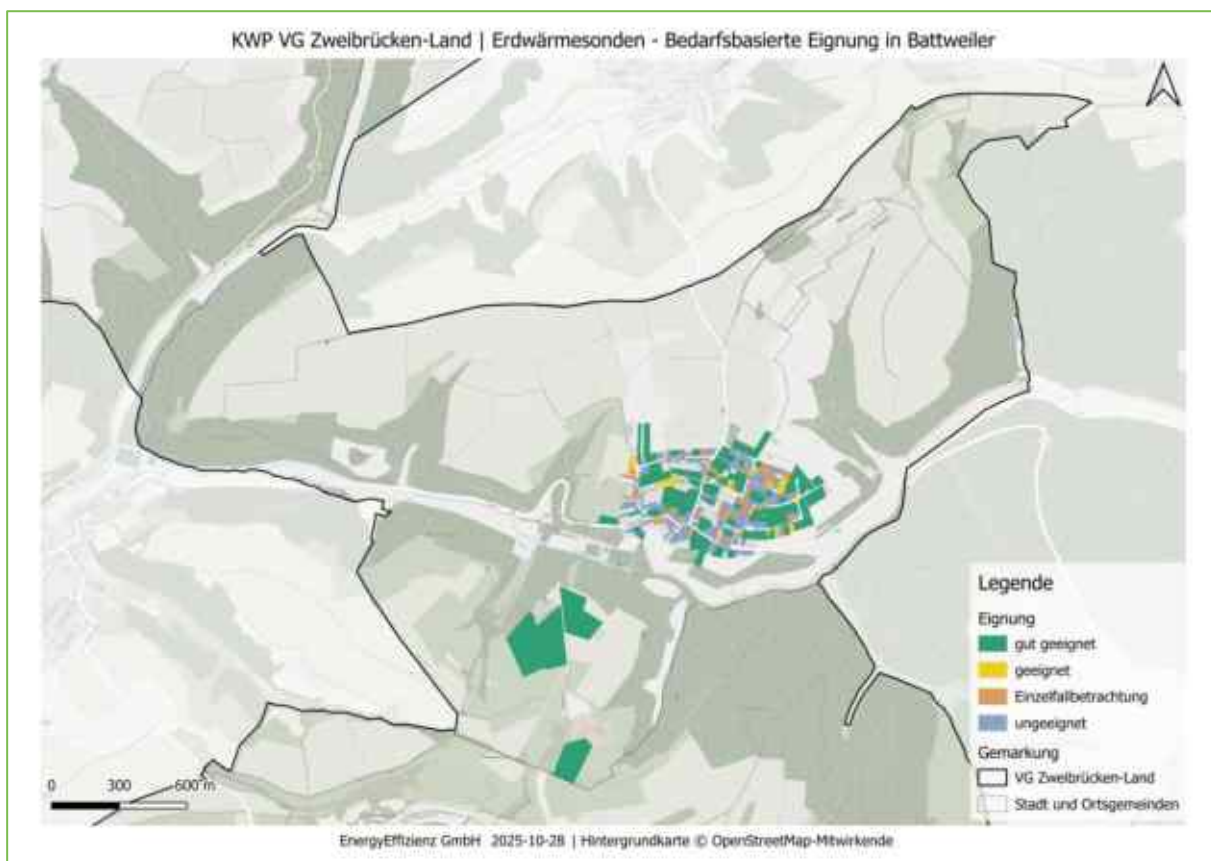 KWP VG Zweibrücken-Land | Erdwärmesonden - Bedarfsbasierte Eignung in Battweiler
Legende
Eignung
gut geeignet
geeignet
Einzelfallbetrachtung
ungeeignet
Gemarkung
VG Zweibrücken-Land
Stadt und Ortsgemeinden
0 300 600 m
EnergyEffizienz GmbH 2025-10-28 | Hintergrundkarte © OpenStreetMap-Mitwirkende